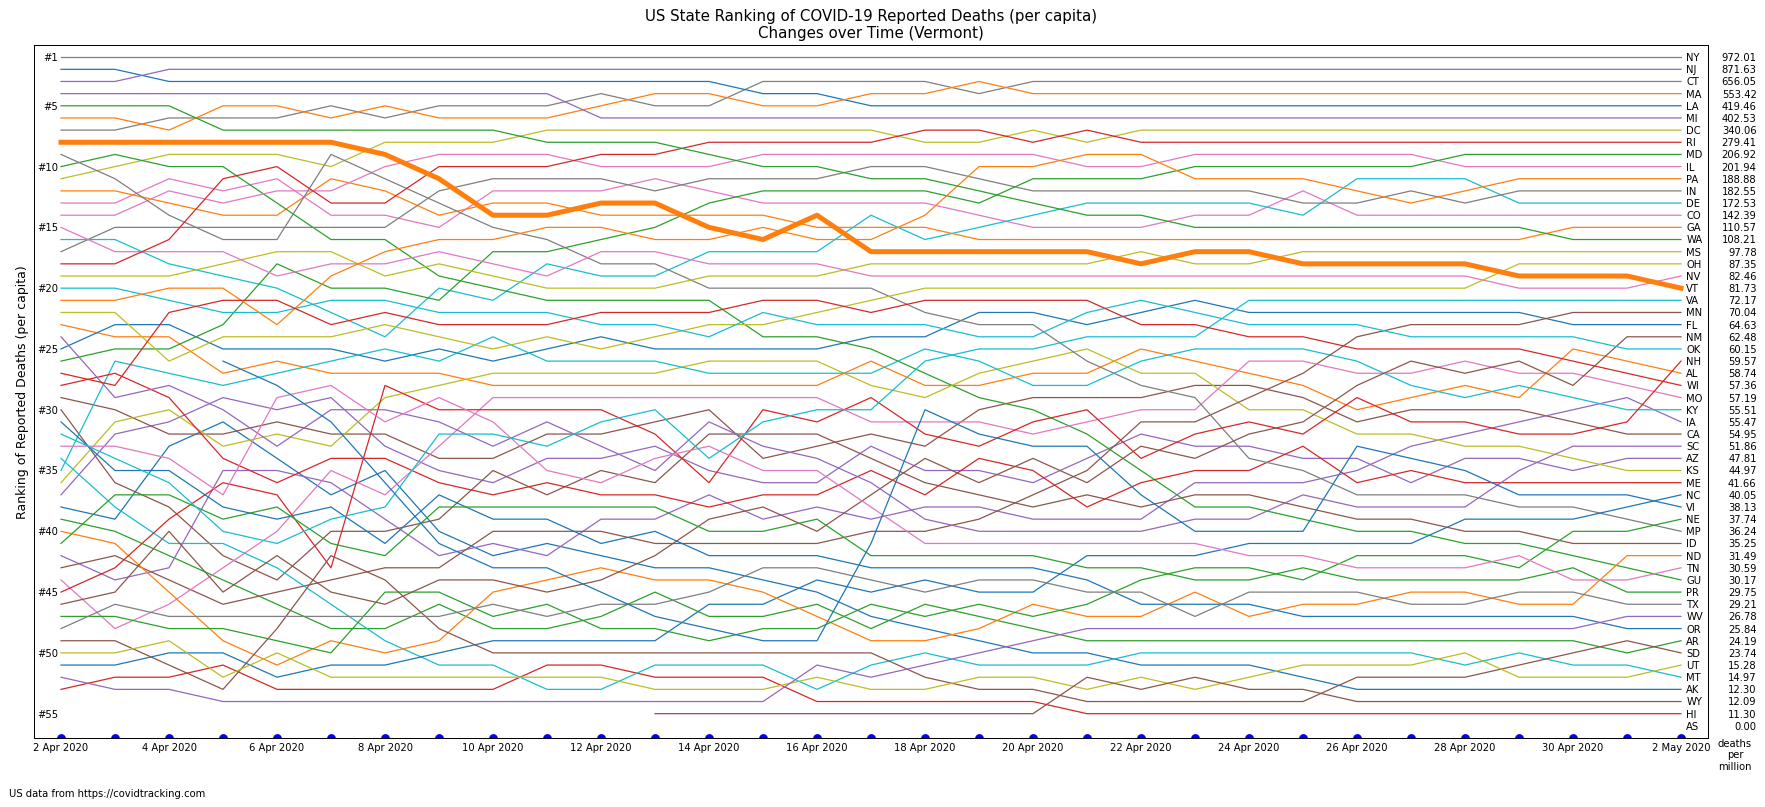 US State Ranking of COVID-19 Reported Deaths (per capita)
Changes over Time (Vermont)
Ranking of Reported Deaths (per capita)
#1
#5
#10
#15
#20
#25
#30
#35
#40
#45
#50
#55
NY 972.01
NJ 871.63
CT 656.05
MA 553.42
LA 419.46
MI 402.53
DC 340.06
RI 279.41
MD 206.92
IL 201.94
PA 188.88
IN 182.55
DE 172.53
CO 142.39
GA 110.57
WA 108.21
MS 97.78
OH 87.35
NV 82.46
VT 81.73
VA 72.17
MN 70.04
FL 64.63
NM 62.48
OK 60.15
NH 59.57
AL 58.74
WI 57.36
MO 57.19
KY 55.51
IA 55.47
CA 54.95
SC 51.86
AZ 47.81
KS 44.97
ME 41.66
NC 40.05
VI 38.13
NE 37.74
MP 36.24
ID 35.25
ND 31.49
TN 30.59
GU 30.17
PR 29.75
TX 29.21
WV 26.78
OR 25.84
AR 24.19
SD 23.74
UT 15.28
MT 14.97
AK 12.30
WY 12.09
HI 11.30
AS 0.00
2 Apr 2020 4 Apr 2020 6 Apr 2020 8 Apr 2020 10 Apr 2020 12 Apr 2020 14 Apr 2020 16 Apr 2020 18 Apr 2020 20 Apr 2020 22 Apr 2020 24 Apr 2020 26 Apr 2020 28 Apr 2020 30 Apr 2020 2 May 2020
deaths
per
million
US data from https://covidtracking.com